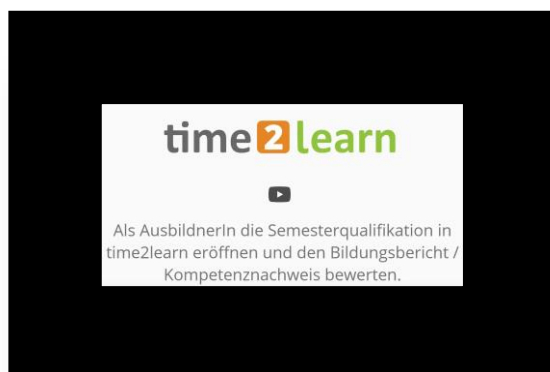 time2learn
Als AusbildnerIn die Semesterqualifikation in
time2learn eröffnen und den Bildungsbericht /
Kompetenznachweis bewerten.